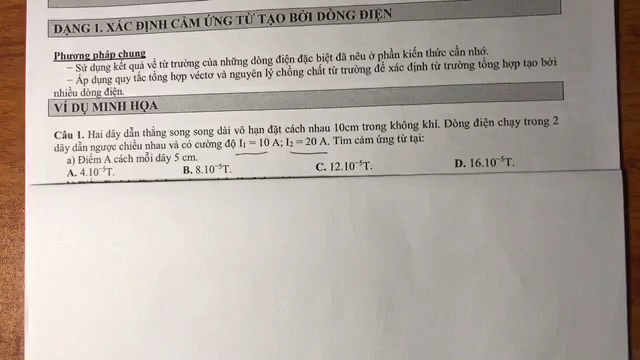 DẠNG 1. XÁC ĐỊNH CẢM ỨNG TỪ TẠO BỞI DÒNG ĐIỆN
Phương pháp chung
– Sử dụng kết quả về từ trường của những dòng điện đặc biệt đã nêu ở phần kiến thức cần nhớ.
– Áp dụng quy tắc tổng hợp véctơ và nguyên lý chồng chất từ trường để xác định từ trường tổng hợp tạo bởi
nhiều dòng điện.
VÍ DỤ MINH HỌA
Câu 1. Hai dây dẫn thẳng song song dài vô hạn đặt cách nhau 10cm trong không khí. Dòng điện chạy trong 2
dây dẫn ngược chiều nhau và có cường độ I₁ = 10 A; I₂ = 20 A. Tìm cảm ứng từ tại:
a) Điểm A cách mỗi dây 5 cm.
A. 4.10⁻⁵T. B. 8.10⁻⁵T. C. 12.10⁻⁵T. D. 16.10⁻⁵T.